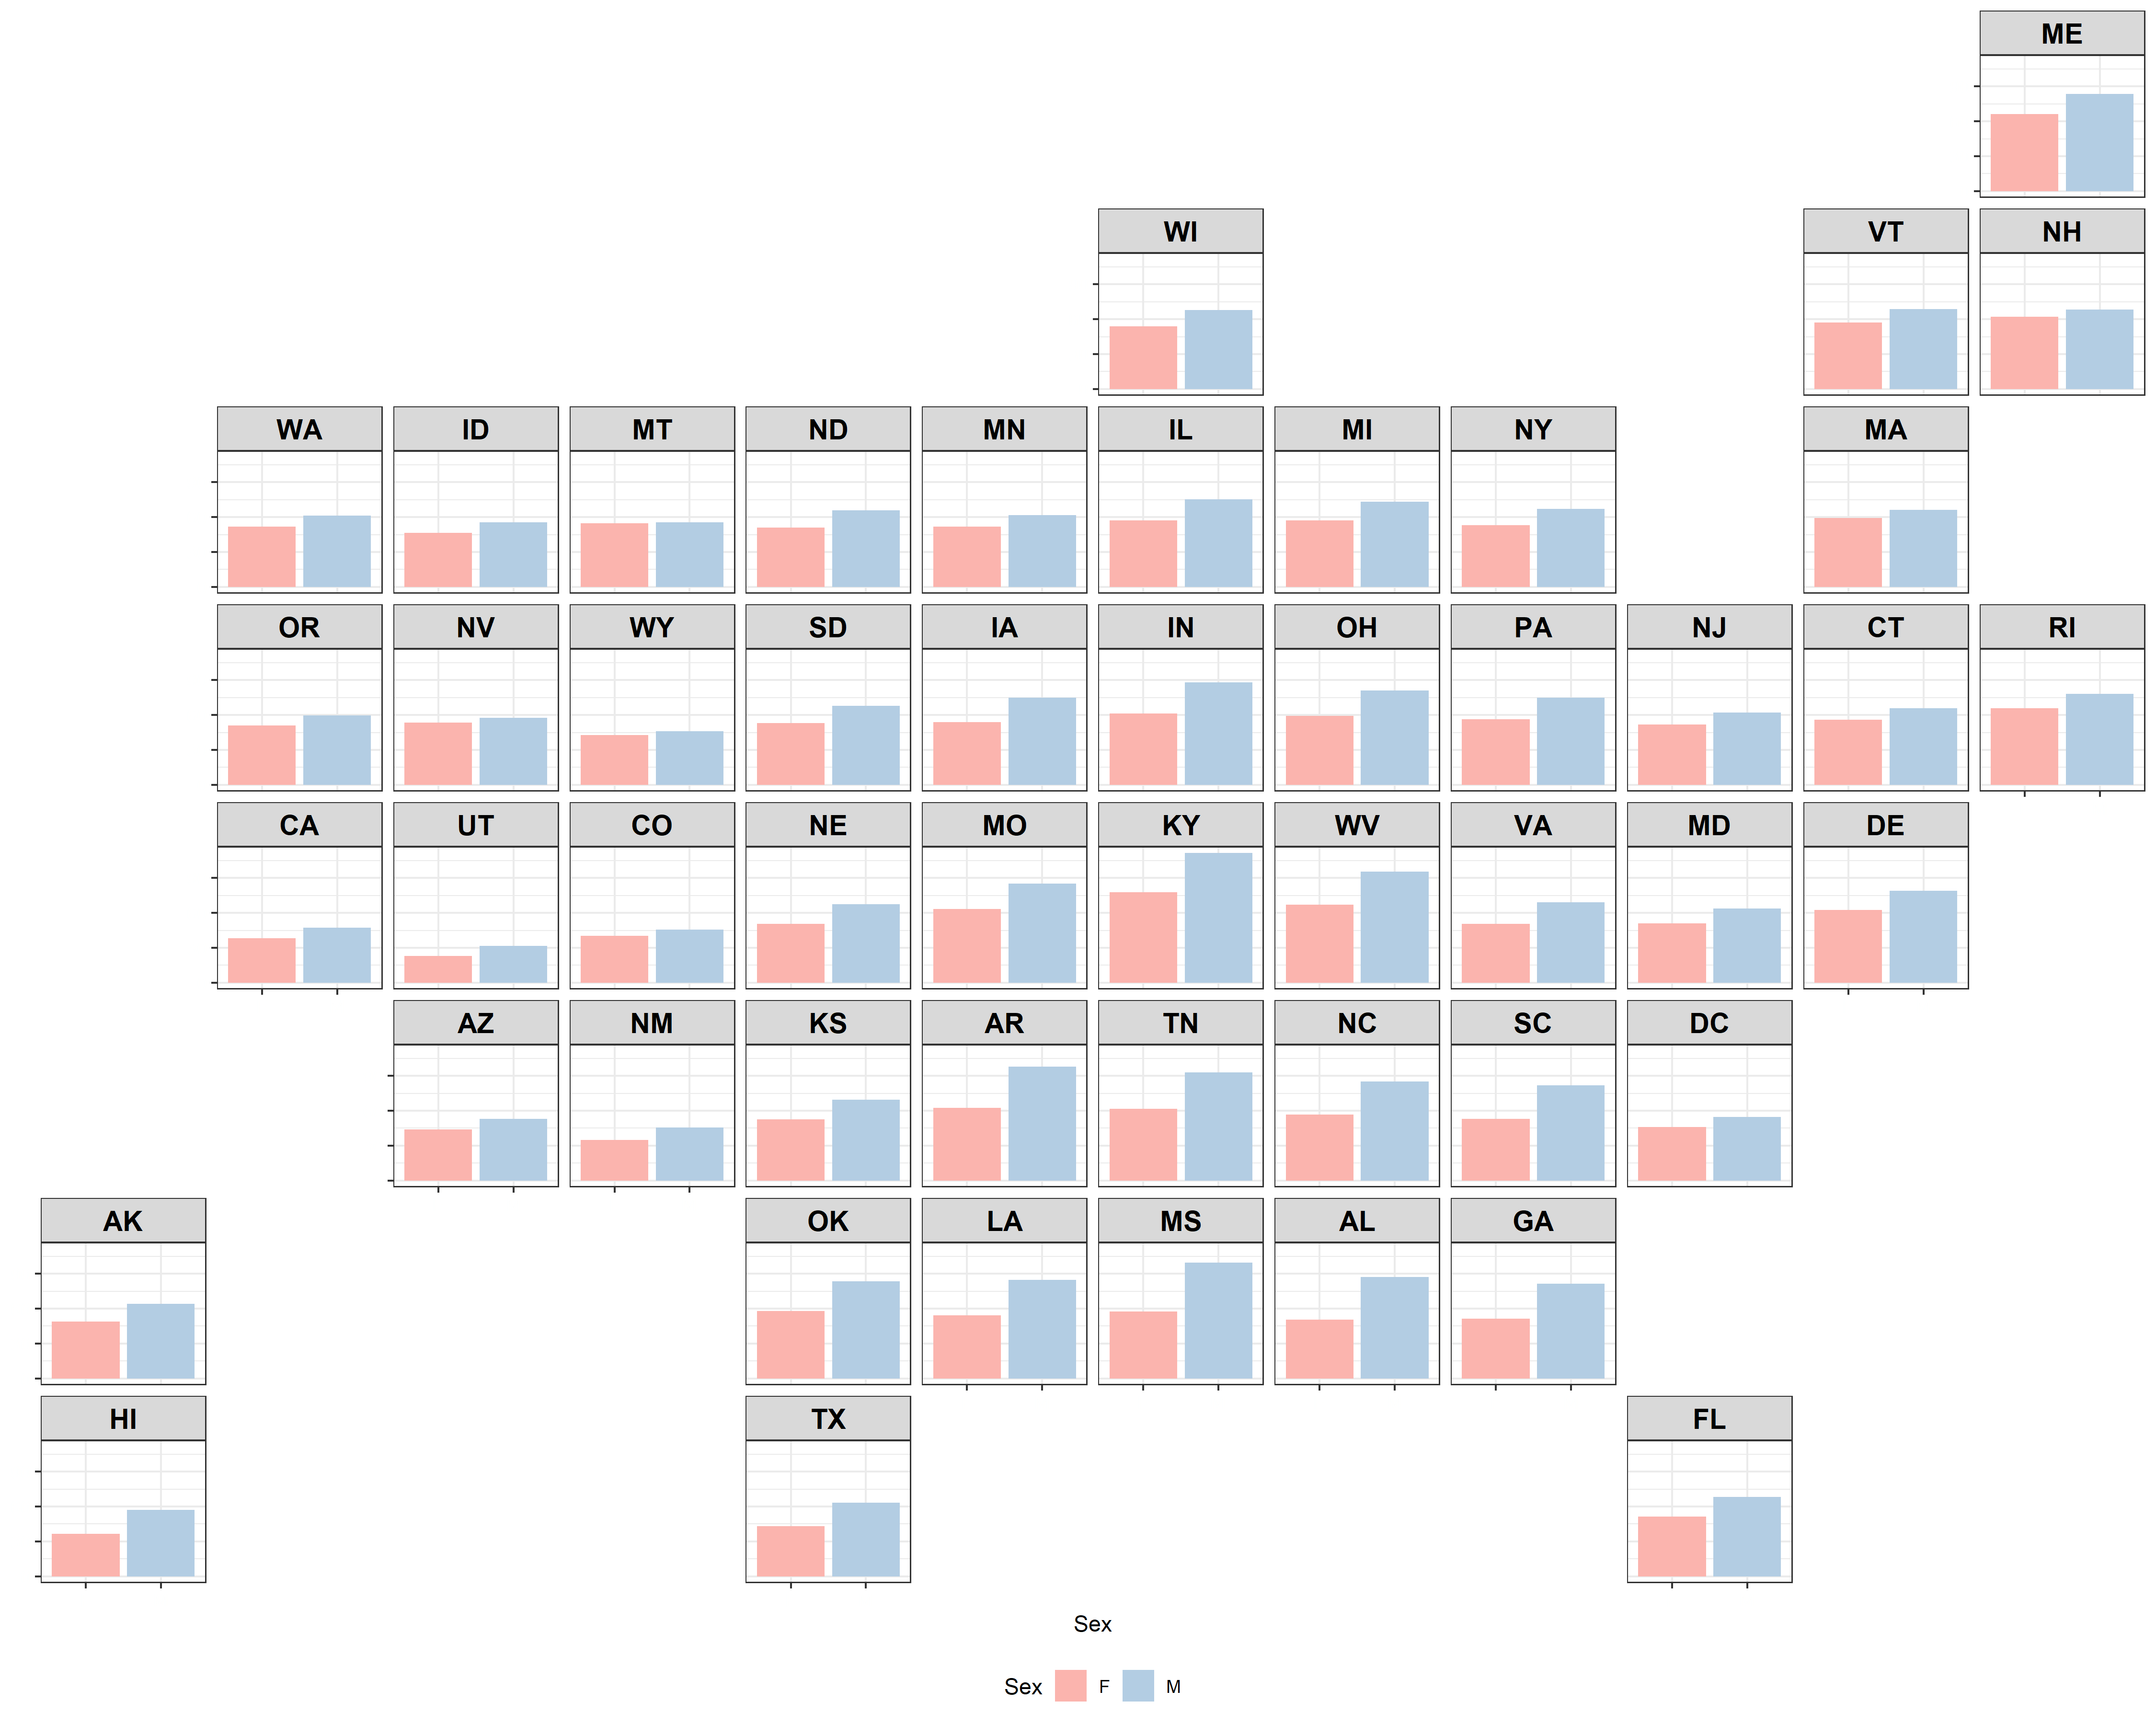 ME
WI VT NH
WA ID MT ND MN IL MI NY MA
OR NV WY SD IA IN OH PA NJ CT RI
CA UT CO NE MO KY WV VA MD DE
AZ NM KS AR TN NC SC DC
AK OK LA MS AL GA
HI TX FL
Sex
Sex F M